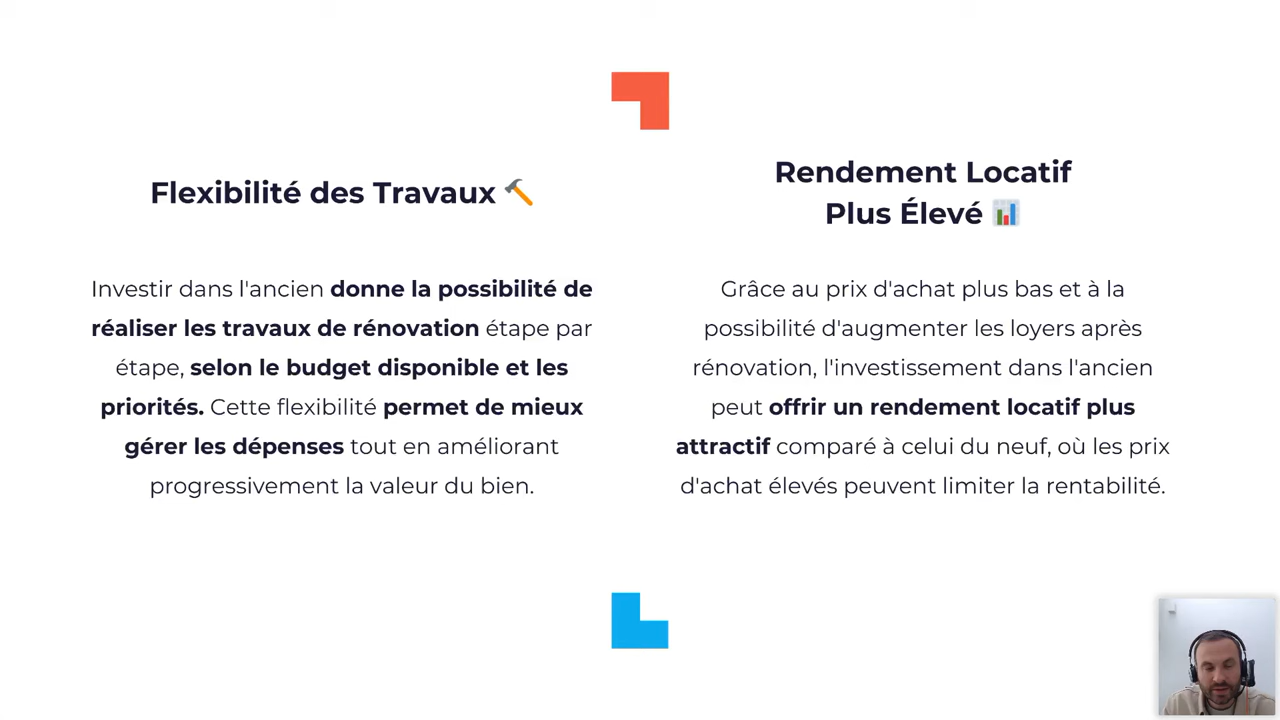 Flexibilité des Travaux 🔨
Investir dans l'ancien donne la possibilité de
réaliser les travaux de rénovation étape par
étape, selon le budget disponible et les
priorités. Cette flexibilité permet de mieux
gérer les dépenses tout en améliorant
progressivement la valeur du bien.
Rendement Locatif
Plus Élevé 📊
Grâce au prix d'achat plus bas et à la
possibilité d'augmenter les loyers après
rénovation, l'investissement dans l'ancien
peut offrir un rendement locatif plus
attractif comparé à celui du neuf, où les prix
d'achat élevés peuvent limiter la rentabilité.